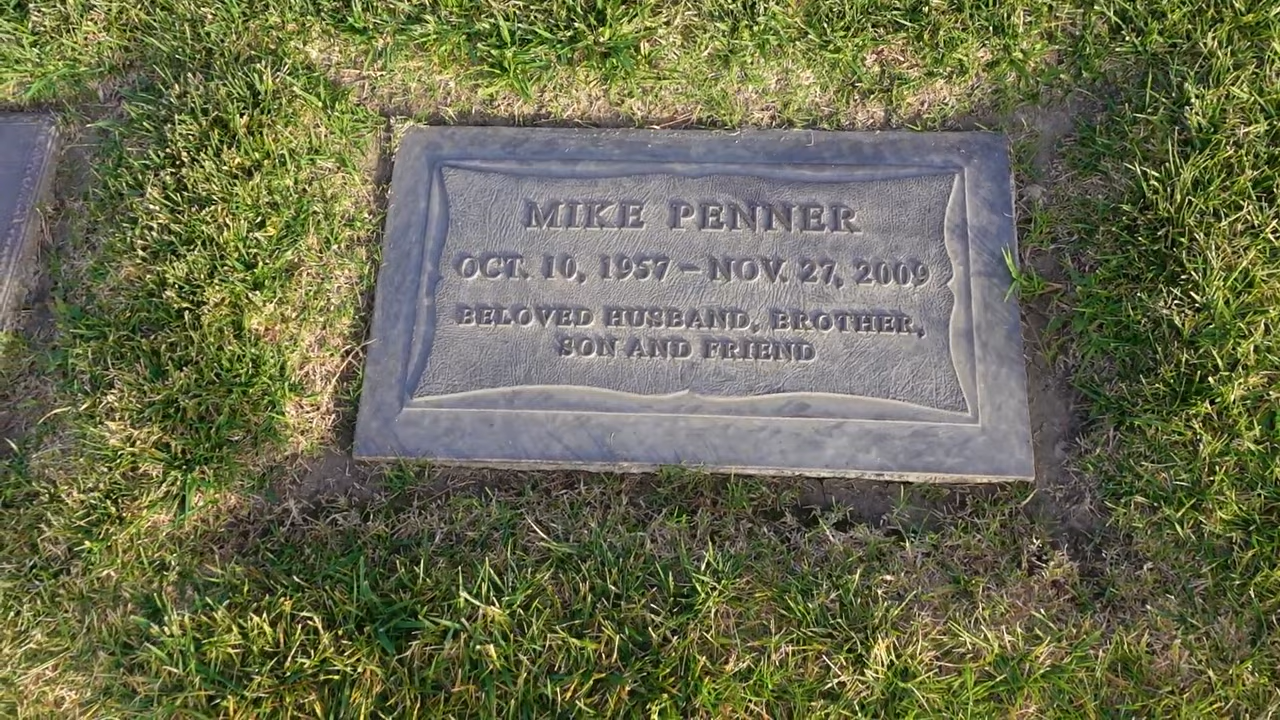 MIKE PENNER
OCT. 10, 1957 – NOV. 27, 2009
BELOVED HUSBAND, BROTHER,
SON AND FRIEND